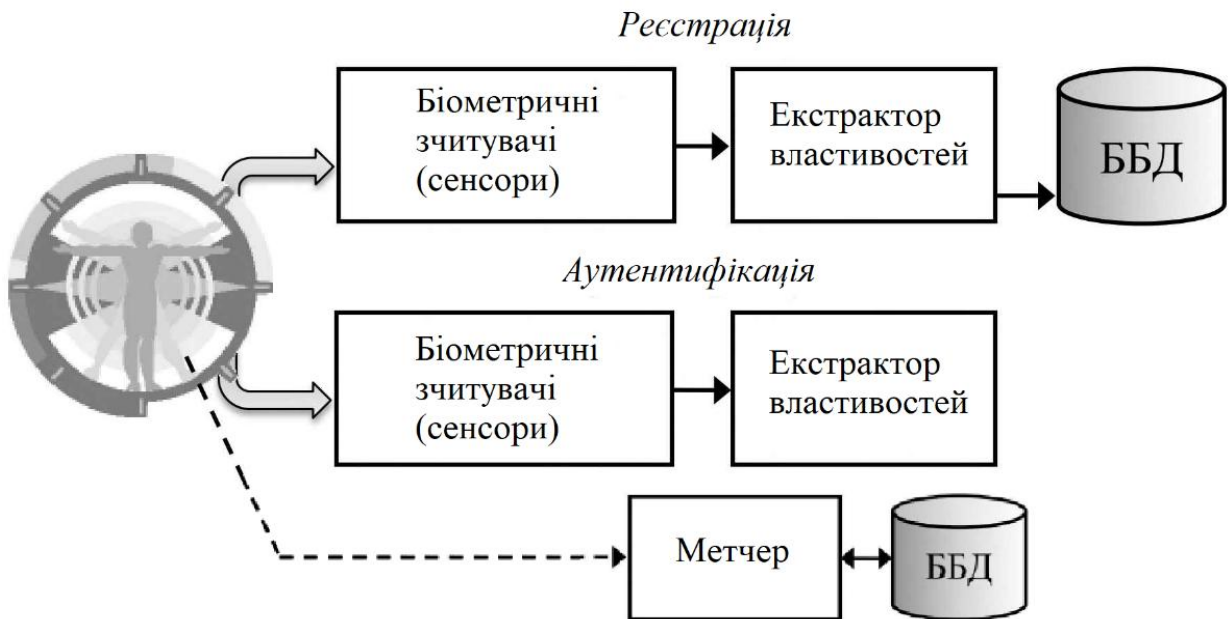 Реєстрація
Біометричні
зчитувачі
(сенсори)
Екстрактор
властивостей
ББД
Аутентифікація
Біометричні
зчитувачі
(сенсори)
Екстрактор
властивостей
Метчер
ББД